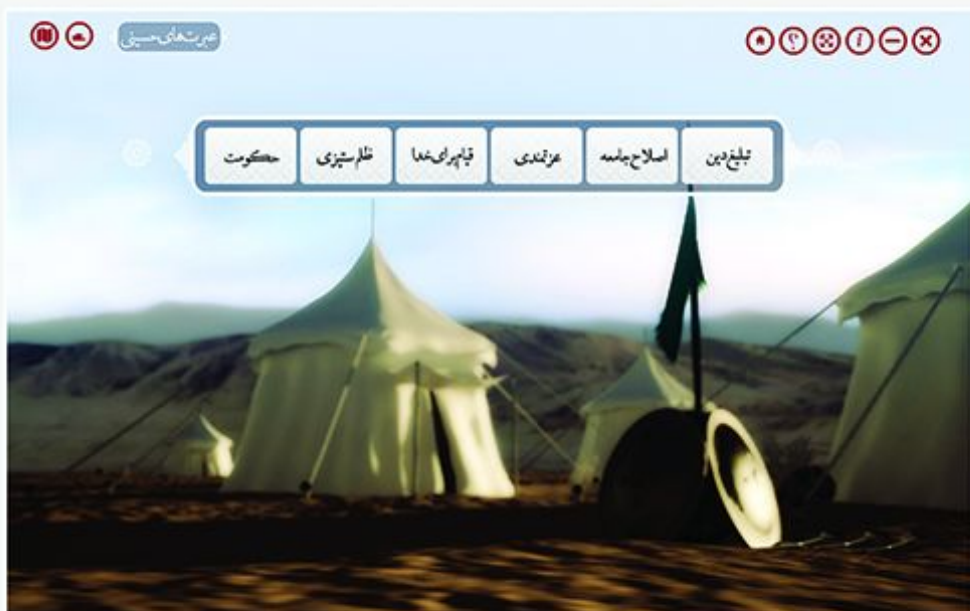 عبرت‌های حسینی
تبلیغ دین
اصلاح جامعه
عزتمندی
قیام برای خدا
ظلم ستیزی
حکومت